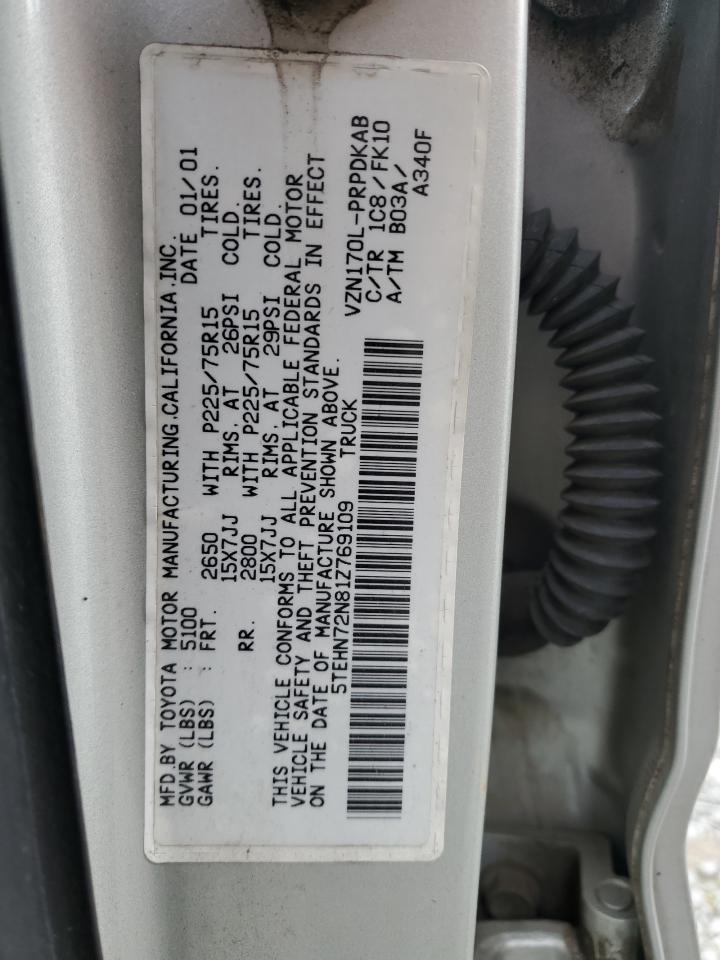 MFD.BY TOYOTA MOTOR MANUFACTURING.CALIFORNIA.INC.
GVWR (LBS) : 5100 DATE 01/01
GAWR (LBS) : FRT. 2650 WITH P225/75R15 TIRES.
15X7JJ RIMS, AT 26PSI COLD.
RR. 2800 WITH P225/75R15 TIRES.
15X7JJ RIMS, AT 29PSI COLD.
THIS VEHICLE CONFORMS TO ALL APPLICABLE FEDERAL MOTOR
VEHICLE SAFETY AND THEFT PREVENTION STANDARDS IN EFFECT
ON THE DATE OF MANUFACTURE SHOWN ABOVE.
5TEHN72N81Z769109 TRUCK
VZN170L-PRPDKAB
C/TR 1C8/FK10
A/TM B03A/
A340F